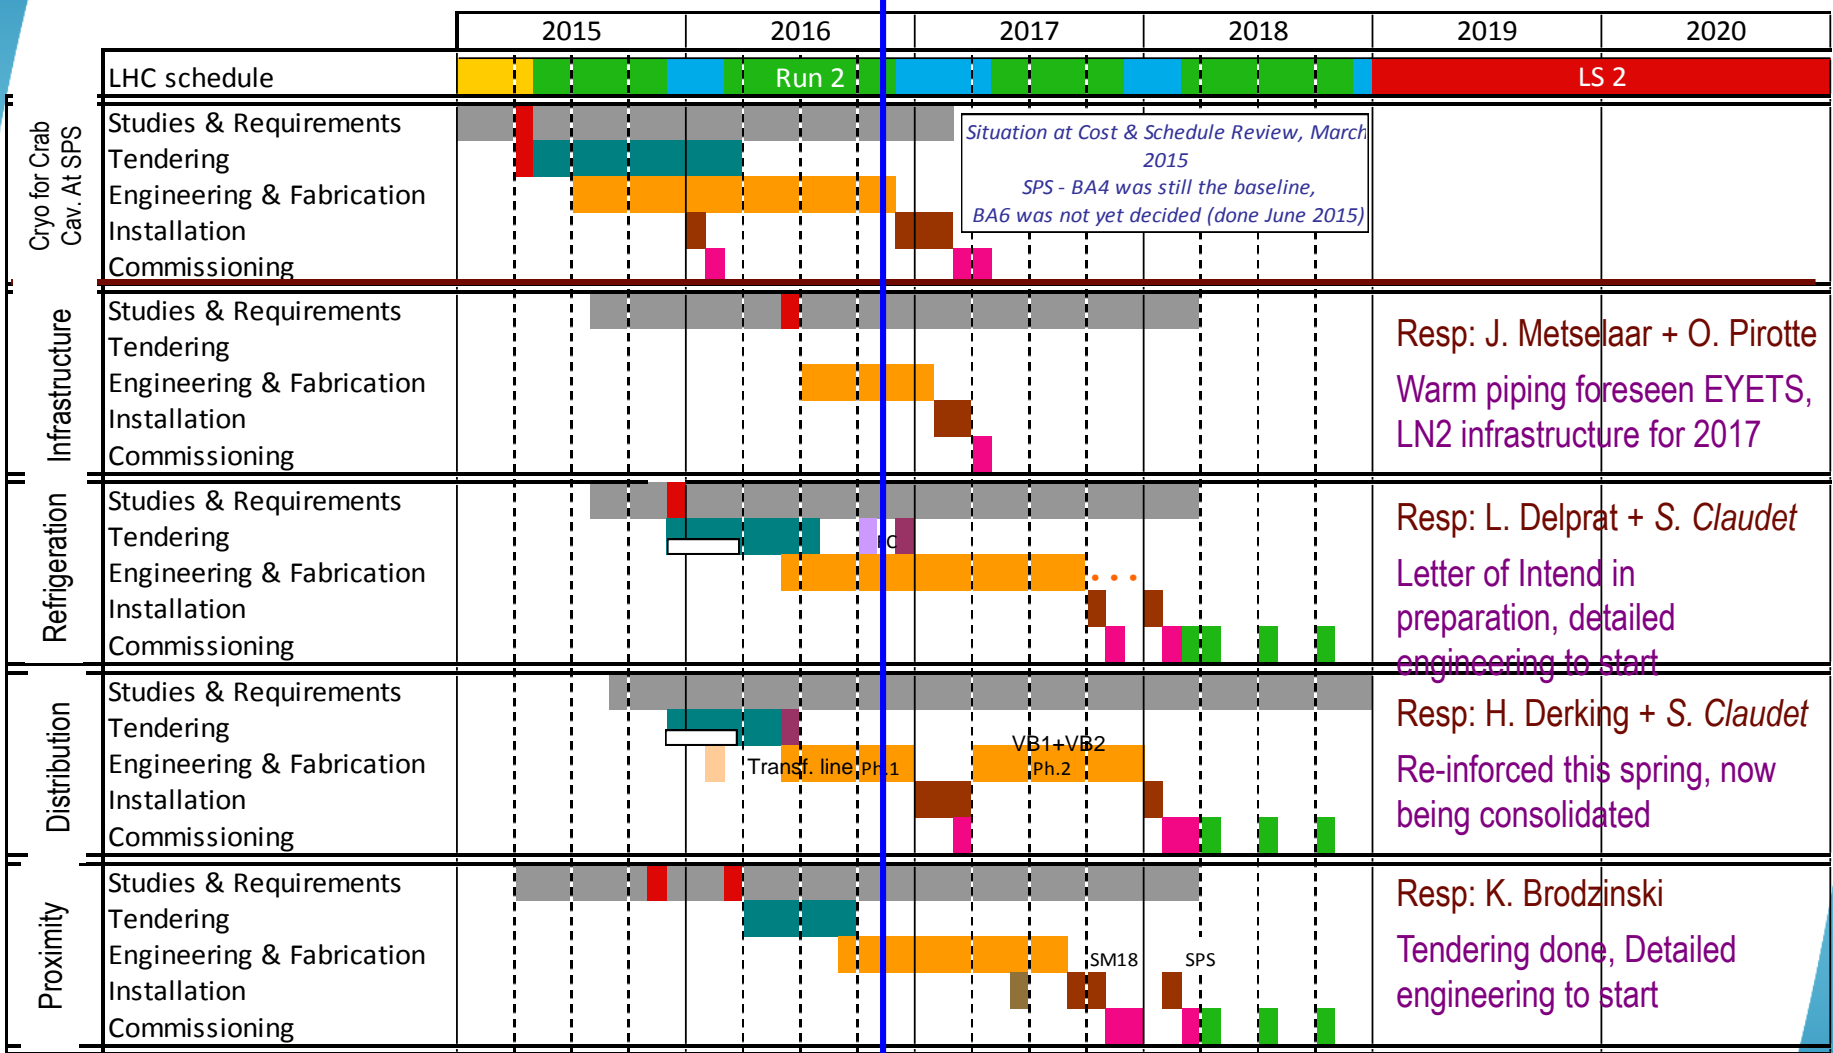 2015 2016 2017 2018 2019 2020
LHC schedule Run 2 LS 2
Cryo for Crab
Cav. At SPS
Studies & Requirements
Tendering
Engineering & Fabrication
Installation
Commissioning
Situation at Cost & Schedule Review, March
2015
SPS - BA4 was still the baseline,
BA6 was not yet decided (done June 2015)
Infrastructure
Studies & Requirements
Tendering
Engineering & Fabrication
Installation
Commissioning
Resp: J. Metselaar + O. Pirotte
Warm piping foreseen EYETS,
LN2 infrastructure for 2017
Refrigeration
Studies & Requirements
Tendering
Engineering & Fabrication
Installation
Commissioning
Resp: L. Delprat + S. Claudet
Letter of Intend in
preparation, detailed
engineering to start
Distribution
Studies & Requirements
Tendering
Engineering & Fabrication
Transf. line Ph.1
VB1+VB2
Ph.2
Installation
Commissioning
Resp: H. Derking + S. Claudet
Re-inforced this spring, now
being consolidated
Proximity
Studies & Requirements
Tendering
Engineering & Fabrication
SM18 SPS
Installation
Commissioning
Resp: K. Brodzinski
Tendering done, Detailed
engineering to start